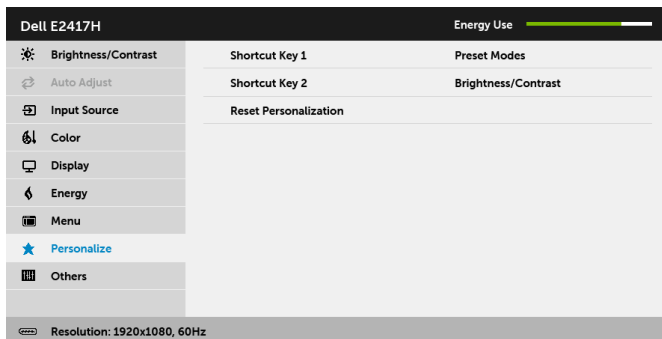 Dell E2417H
Energy Use
Brightness/Contrast
Shortcut Key 1
Preset Modes
Auto Adjust
Shortcut Key 2
Brightness/Contrast
Input Source
Reset Personalization
Color
Display
Energy
Menu
Personalize
Others
Resolution: 1920x1080, 60Hz